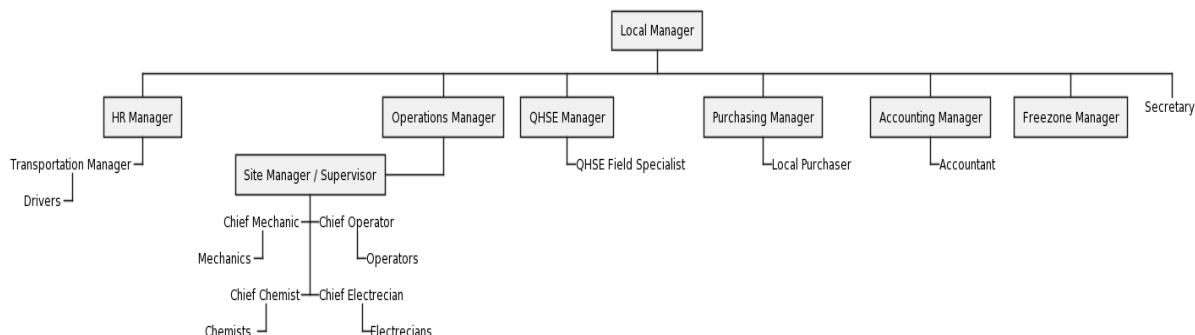 Local Manager
HR Manager
Operations Manager
QHSE Manager
Purchasing Manager
Accounting Manager
Freezone Manager
Secretary
Transportation Manager
Drivers
Site Manager / Supervisor
QHSE Field Specialist
Local Purchaser
Accountant
Chief Mechanic
Chief Operator
Mechanics
Operators
Chief Chemist
Chief Electrecian
Chemists
Electrecians